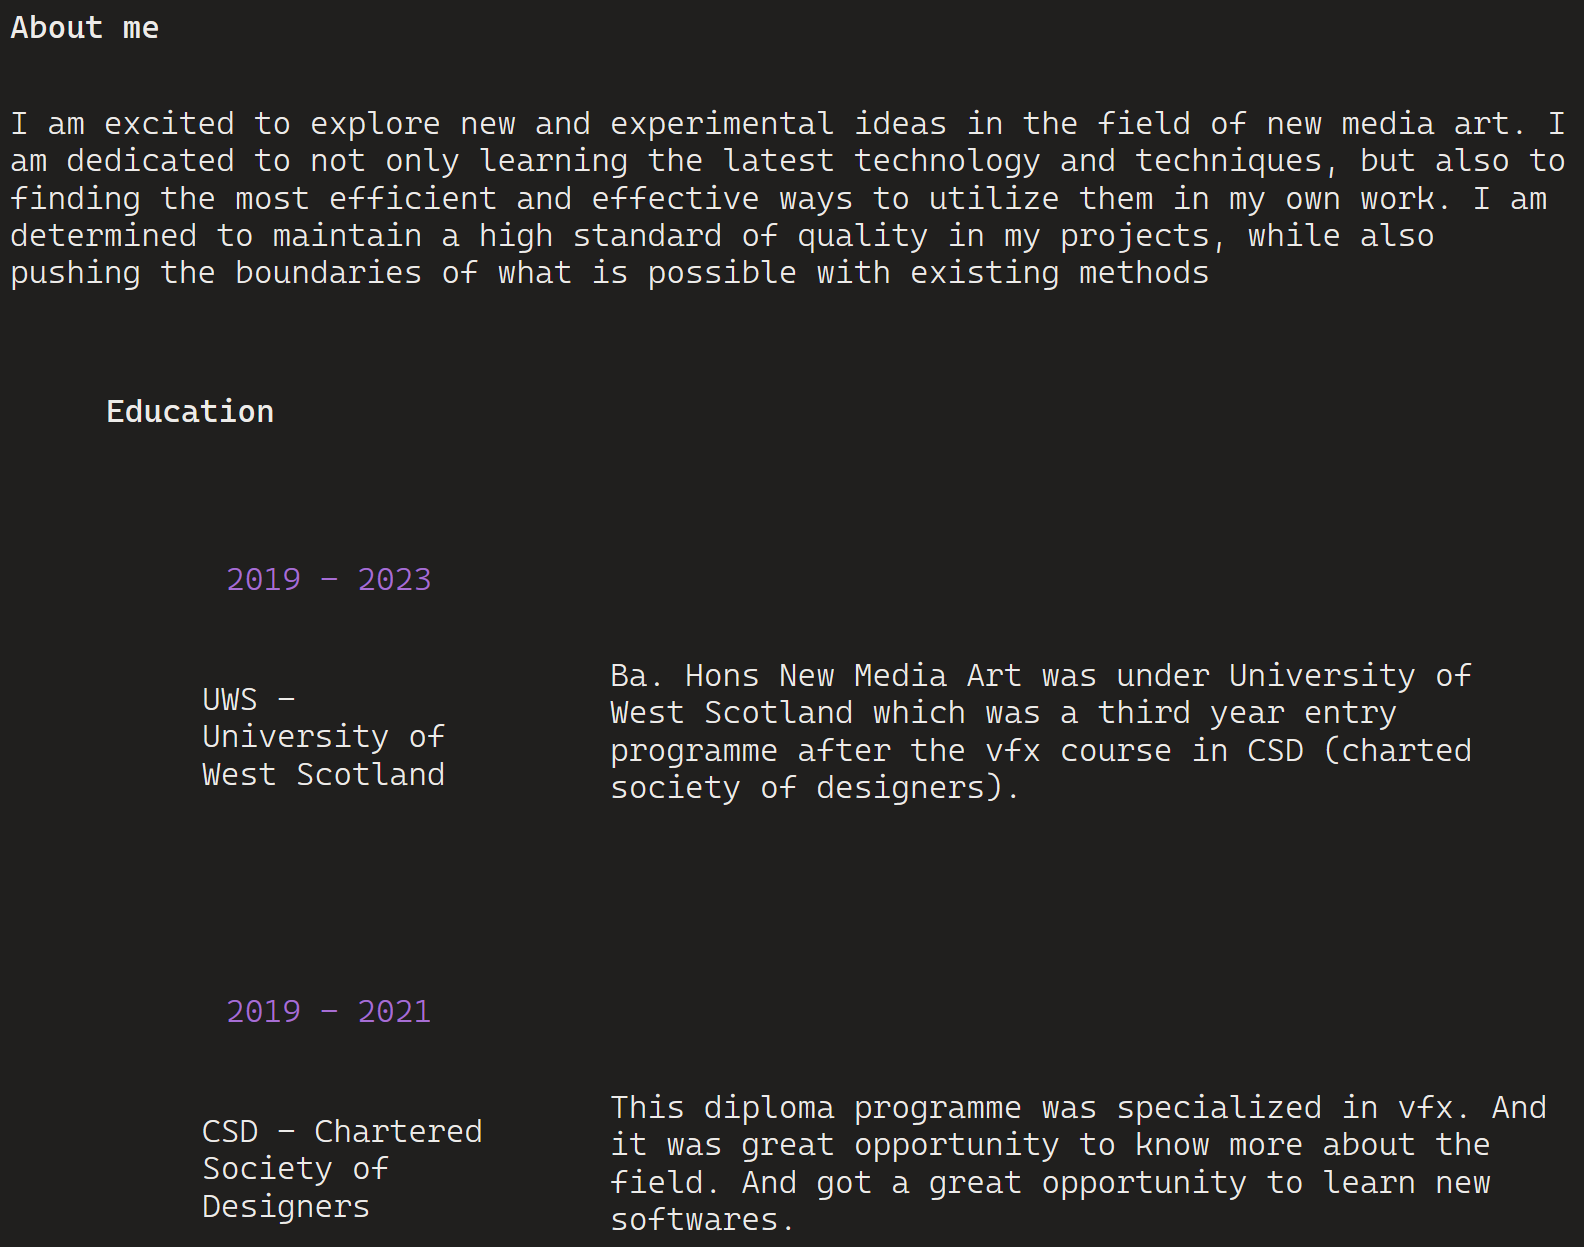 About me
I am excited to explore new and experimental ideas in the field of new media art. I
am dedicated to not only learning the latest technology and techniques, but also to
finding the most efficient and effective ways to utilize them in my own work. I am
determined to maintain a high standard of quality in my projects, while also
pushing the boundaries of what is possible with existing methods
Education
2019 – 2023
UWS –
University of
West Scotland
Ba. Hons New Media Art was under University of
West Scotland which was a third year entry
programme after the vfx course in CSD (charted
society of designers).
2019 – 2021
CSD – Chartered
Society of
Designers
This diploma programme was specialized in vfx. And
it was great opportunity to know more about the
field. And got a great opportunity to learn new
softwares.